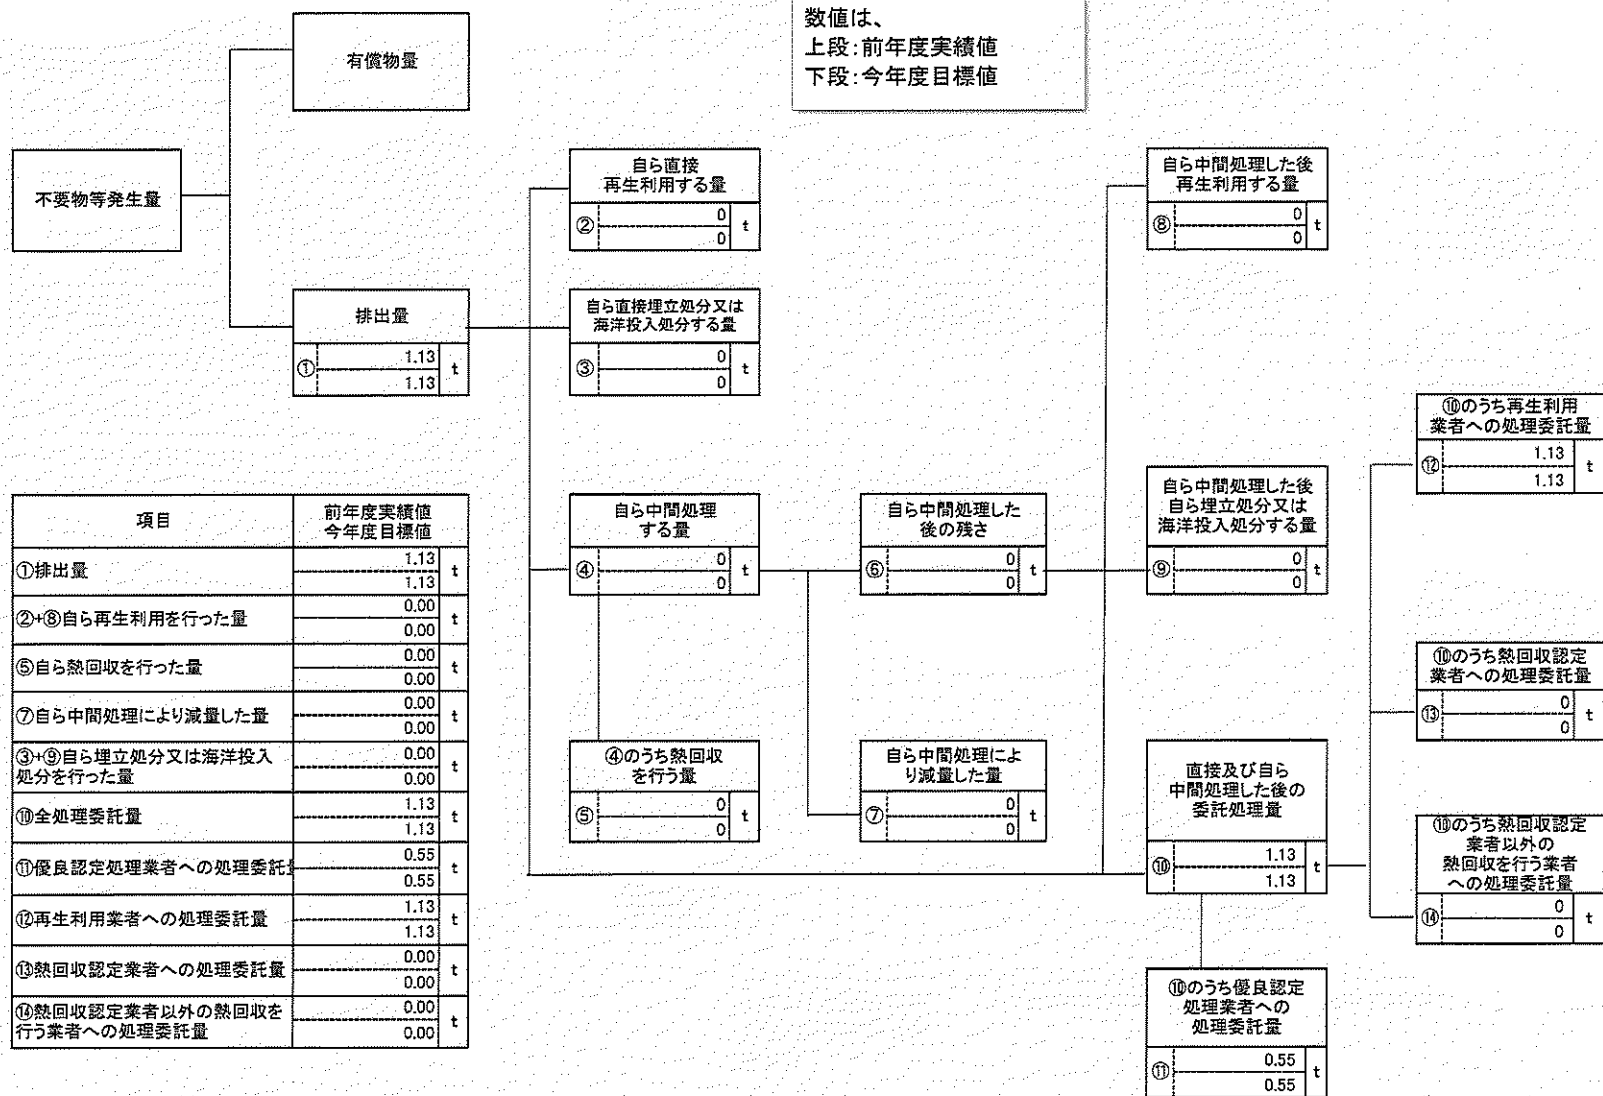 数値は、
上段:前年度実績値
下段:今年度目標値
有償物量
不要物等発生量
排出量
① 1.13 t
1.13
自ら直接
再生利用する量
② 0 t
0
自ら直接埋立処分又は
海洋投入処分する量
③ 0 t
0
自ら中間処理
する量
④ 0 t
0
④のうち熱回収
を行う量
⑤ 0 t
0
自ら中間処理した
後の残さ
⑥ 0 t
0
自ら中間処理によ
り減量した量
⑦ 0 t
0
自ら中間処理した後
再生利用する量
⑧ 0 t
0
自ら中間処理した後
自ら埋立処分又は
海洋投入処分する量
⑨ 0 t
0
直接及び自ら
中間処理した後の
委託処理量
⑩ 1.13 t
1.13
⑩のうち優良認定
処理業者への
処理委託量
⑪ 0.55 t
0.55
⑩のうち再生利用
業者への処理委託量
⑫ 1.13 t
1.13
⑩のうち熱回収認定
業者への処理委託量
⑬ 0 t
0
⑩のうち熱回収認定
業者以外の
熱回収を行う業者
への処理委託量
⑭ 0 t
0
項目 前年度実績値
今年度目標値
①排出量 1.13 t
1.13
②+⑧自ら再生利用を行った量 0.00 t
0.00
⑤自ら熱回収を行った量 0.00 t
0.00
⑦自ら中間処理により減量した量 0.00 t
0.00
③+⑨自ら埋立処分又は海洋投入
処分を行った量 0.00 t
0.00
⑩全処理委託量 1.13 t
1.13
⑪優良認定処理業者への処理委託 0.55 t
0.55
⑫再生利用業者への処理委託量 1.13 t
1.13
⑬熱回収認定業者への処理委託量 0.00 t
0.00
⑭熱回収認定業者以外の熱回収を
行う業者への処理委託量 0.00 t
0.00